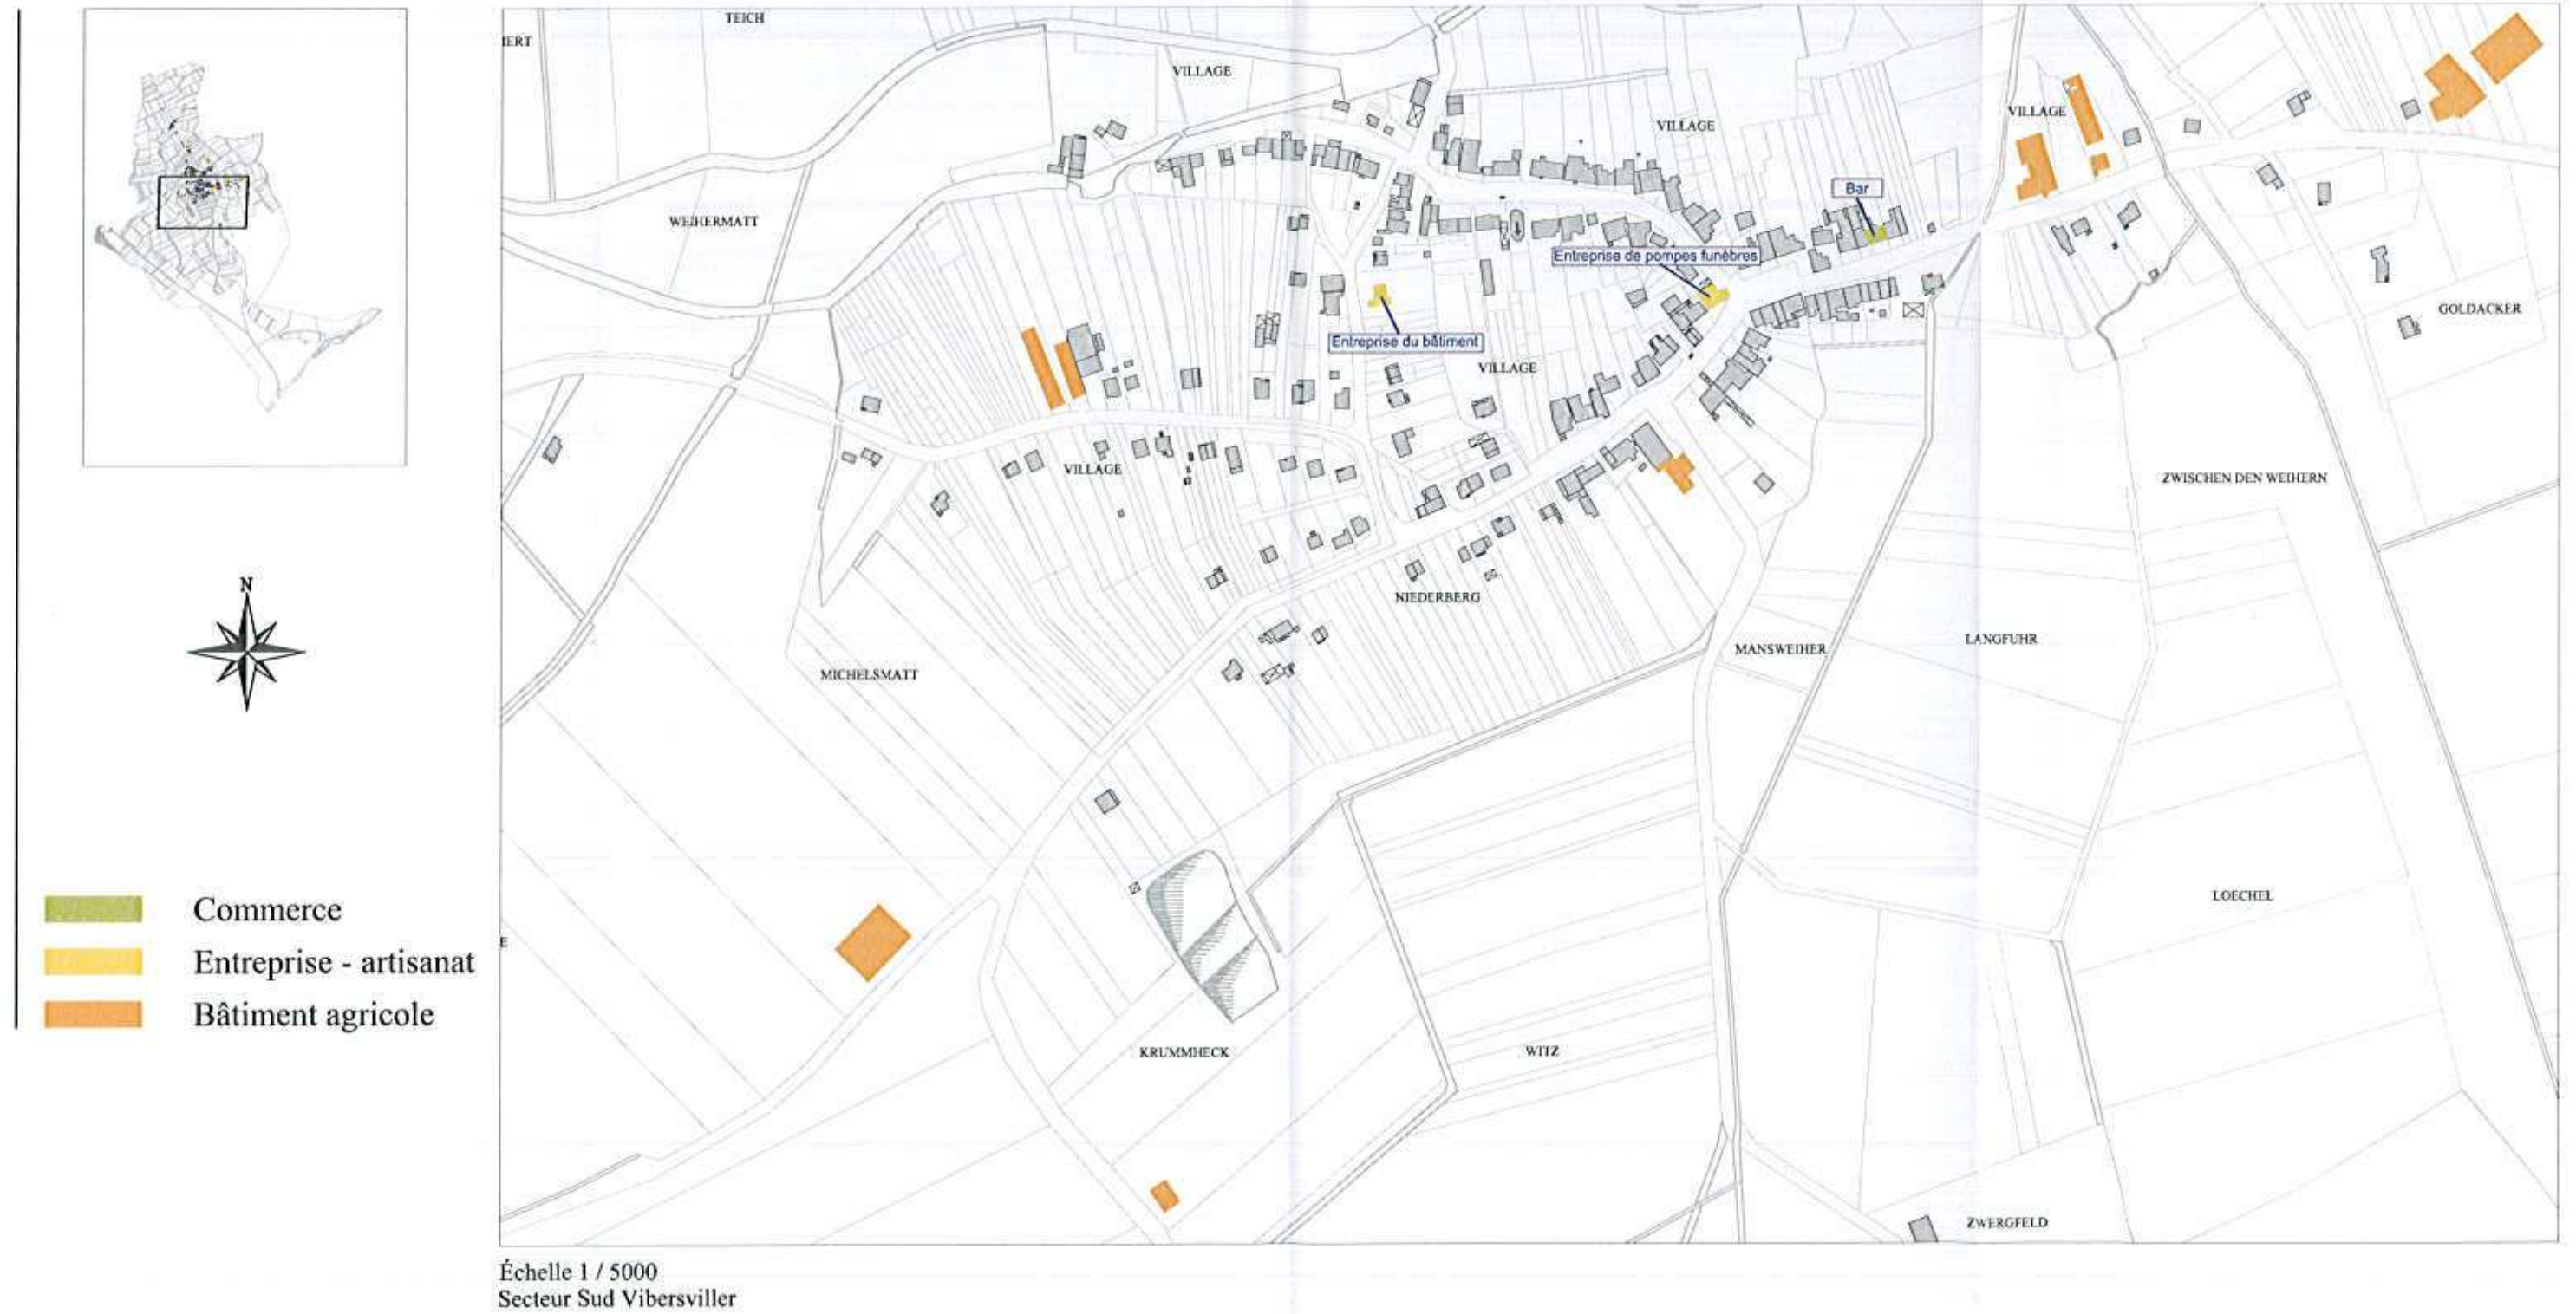 TEICH
IERT
VILLAGE
VILLAGE
VILLAGE
WEIHERMATT
Bar
Entreprise de pompes funèbres
GOLDACKER
Entreprise du bâtiment
VILLAGE
VILLAGE
ZWISCHEN DEN WEIHERN
N
NIEDERBERG
LANGFUHR
MANSWEIHER
MICHELSMATT
LOECHEL
Commerce
E
Entreprise - artisanat
Bâtiment agricole
KRUMMHECK
WITZ
ZWERGFELD
Échelle 1 / 5000
Secteur Sud Vibersviller